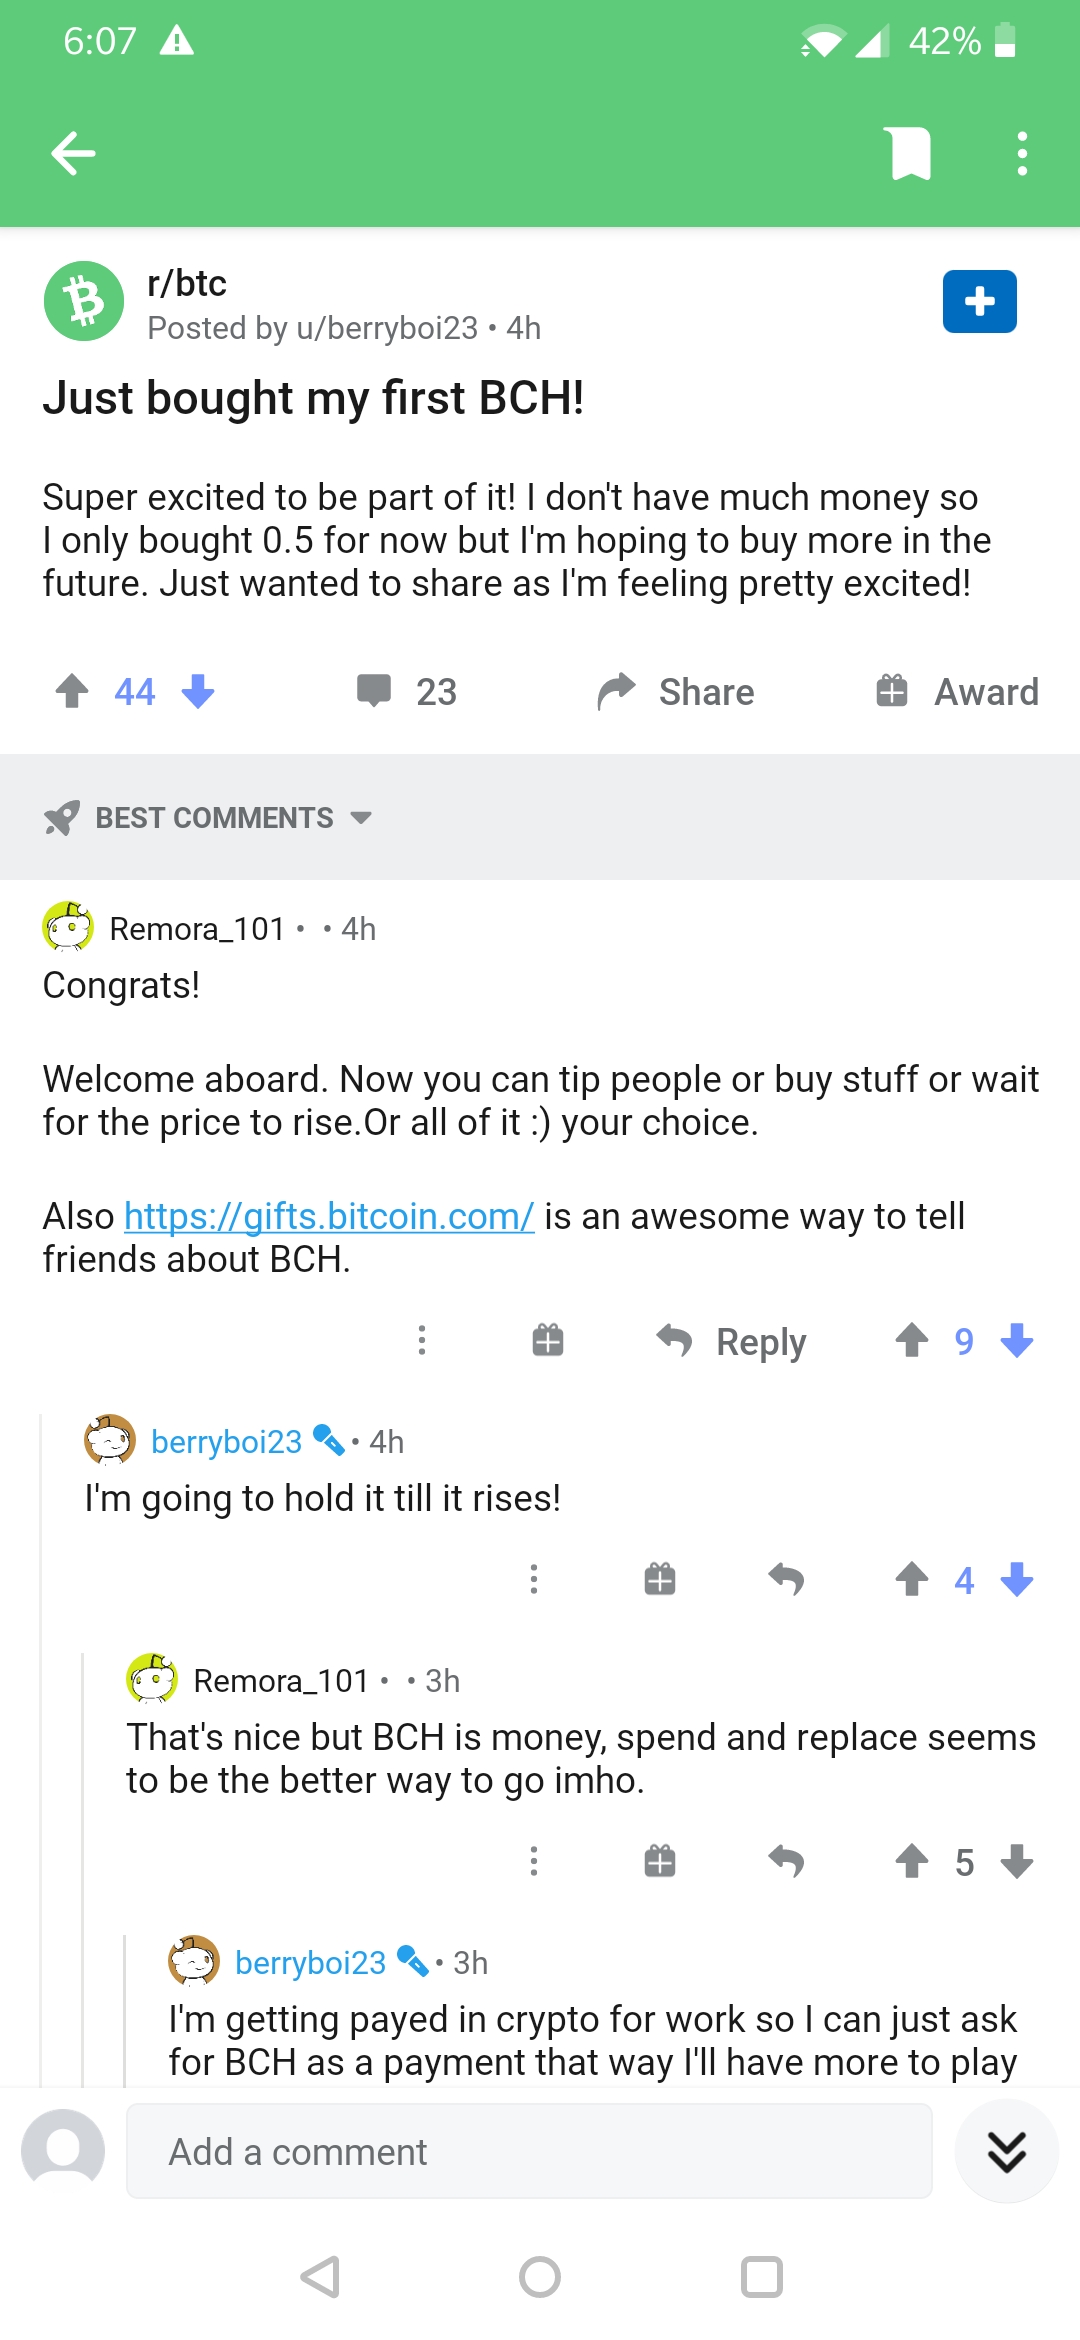 6:07
42%
r/btc
Posted by u/berryboi23 • 4h
Just bought my first BCH!
Super excited to be part of it! I don't have much money so
I only bought 0.5 for now but I'm hoping to buy more in the
future. Just wanted to share as I'm feeling pretty excited!
44
23
Share
Award
BEST COMMENTS
Remora_101 • • 4h
Congrats!
Welcome aboard. Now you can tip people or buy stuff or wait
for the price to rise.Or all of it :) your choice.
Also https://gifts.bitcoin.com/ is an awesome way to tell
friends about BCH.
Reply
9
berryboi23 • 4h
I'm going to hold it till it rises!
4
Remora_101 • • 3h
That's nice but BCH is money, spend and replace seems
to be the better way to go imho.
5
berryboi23 • 3h
I'm getting payed in crypto for work so I can just ask
for BCH as a payment that way I'll have more to play
Add a comment